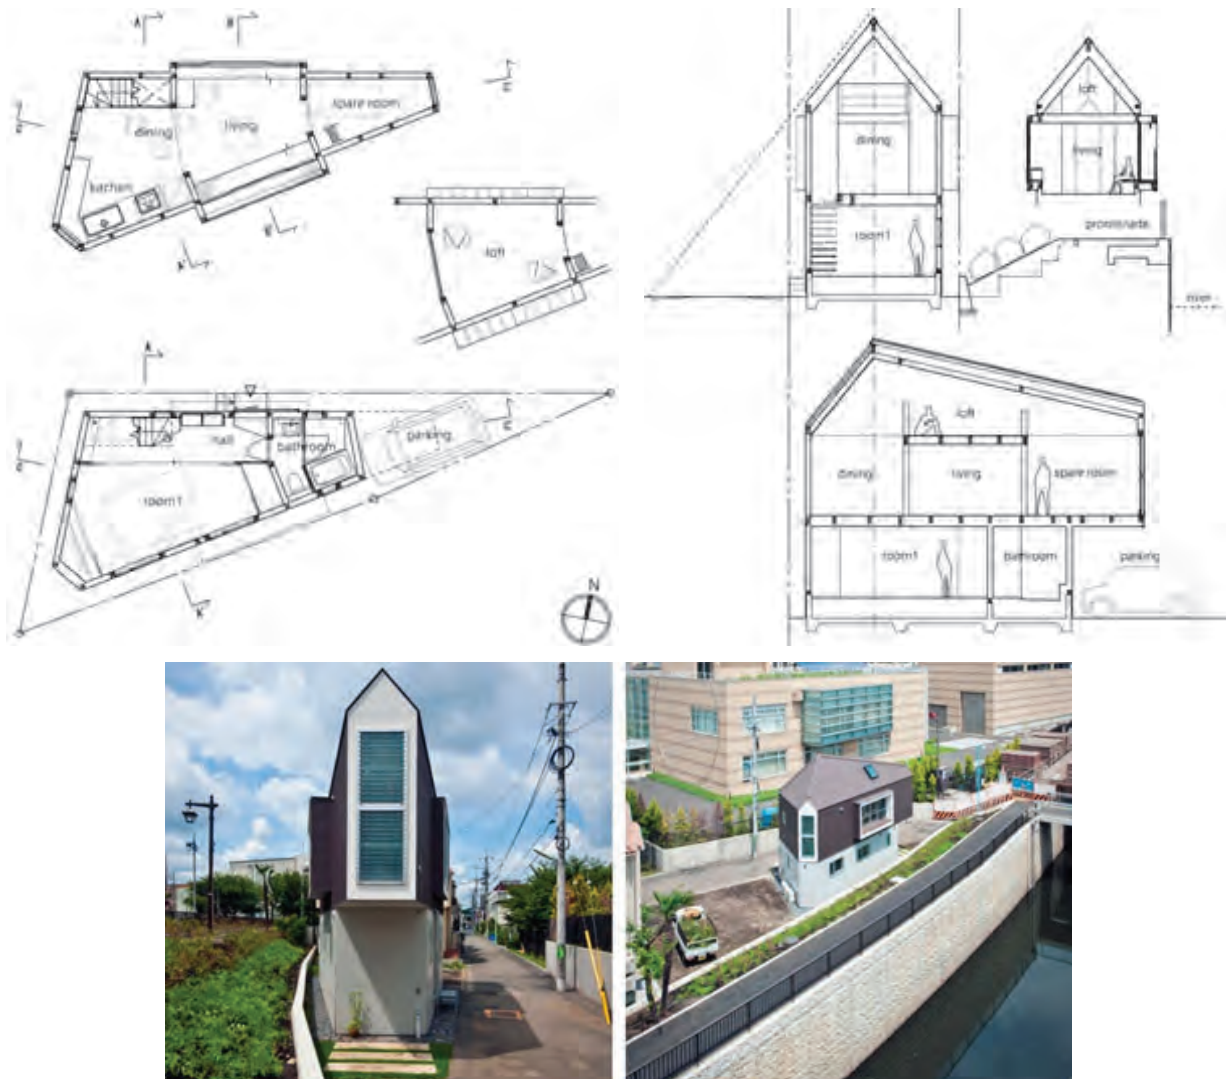 A
B
E
E
spare room
dining
living
kitchen
B'
A'
loft
A
E
E
hall
bathroom
parking
room1
A'
N
dining
room1
loft
living
promenade
river
loft
dining
living
spare room
room1
bathroom
parking